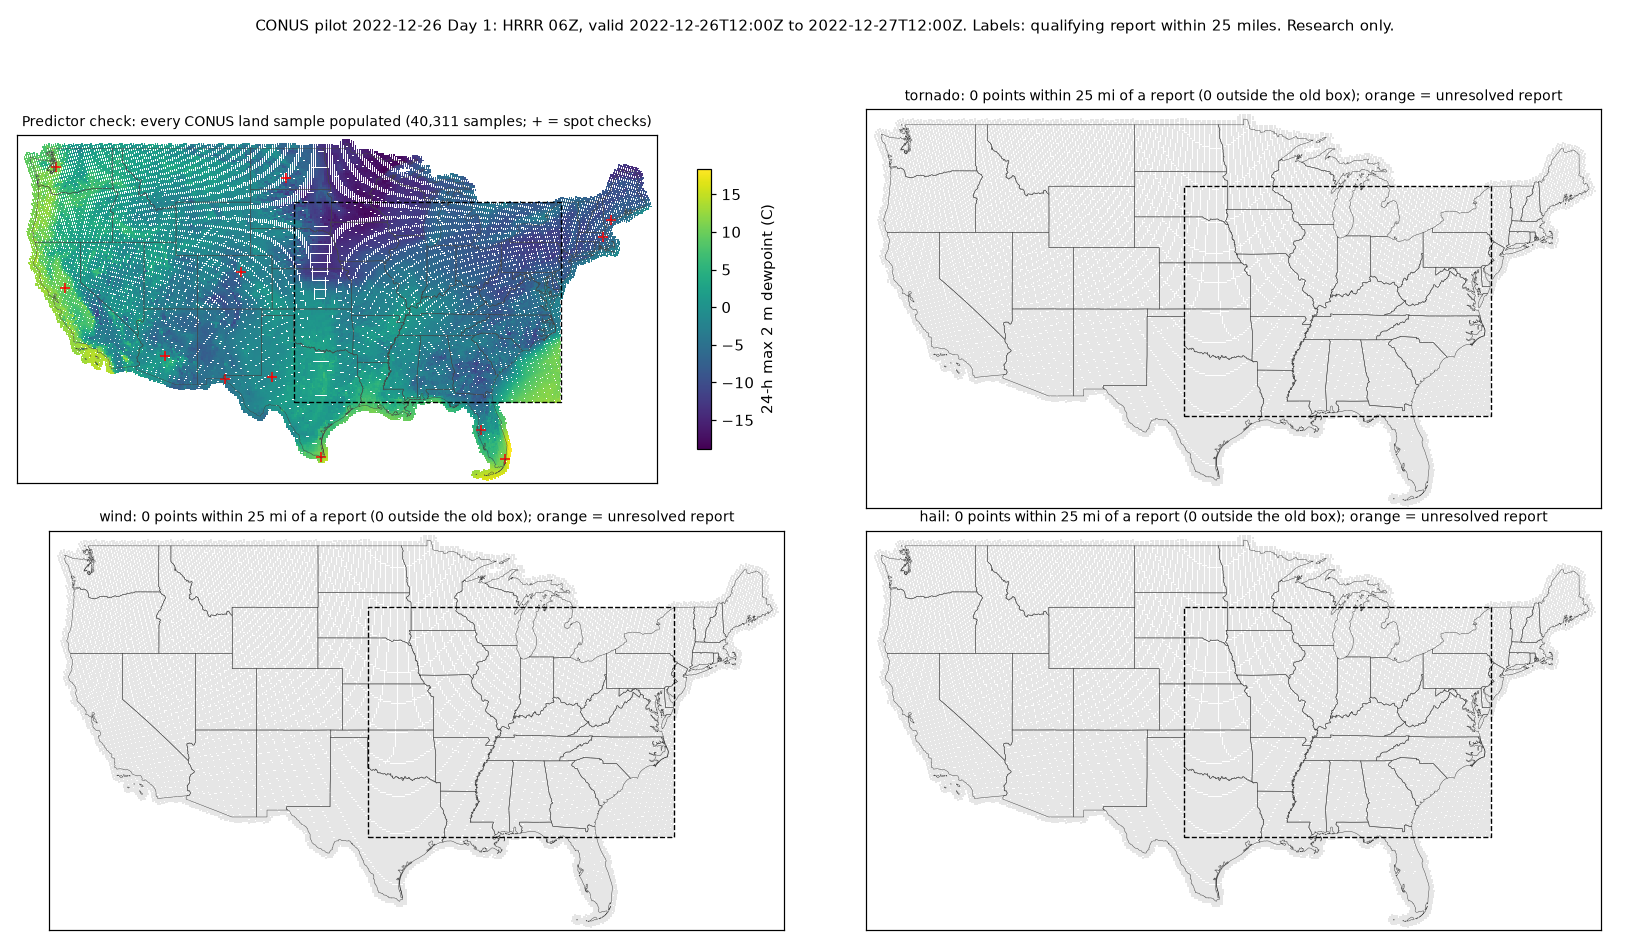 CONUS pilot 2022-12-26 Day 1: HRRR 06Z, valid 2022-12-26T12:00Z to 2022-12-27T12:00Z. Labels: qualifying report within 25 miles. Research only.
Predictor check: every CONUS land sample populated (40,311 samples; + = spot checks)
15
10
5
0
−5
−10
−15
24-h max 2 m dewpoint (C)
tornado: 0 points within 25 mi of a report (0 outside the old box); orange = unresolved report
wind: 0 points within 25 mi of a report (0 outside the old box); orange = unresolved report
hail: 0 points within 25 mi of a report (0 outside the old box); orange = unresolved report